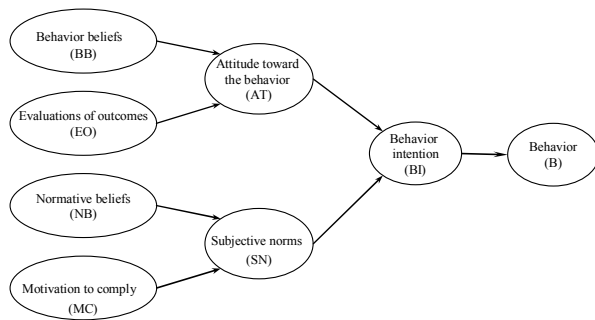 Behavior beliefs
(BB)
Evaluations of outcomes
(EO)
Attitude toward
the behavior
(AT)
Normative beliefs
(NB)
Motivation to comply
(MC)
Subjective norms
(SN)
Behavior
intention
(BI)
Behavior
(B)